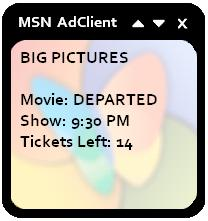 MSN AdClient
BIG PICTURES
Movie: DEPARTED
Show: 9:30 PM
Tickets Left: 14